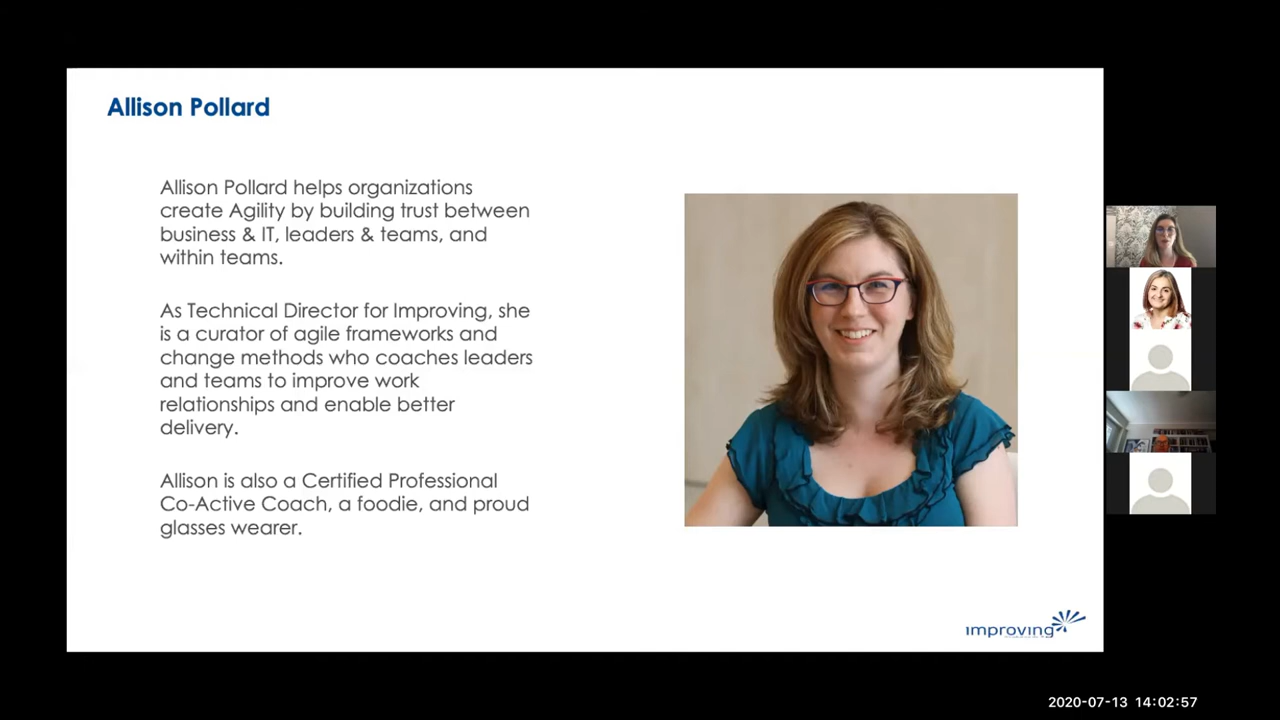 Allison Pollard
Allison Pollard helps organizations
create Agility by building trust between
business & IT, leaders & teams, and
within teams.
As Technical Director for Improving, she
is a curator of agile frameworks and
change methods who coaches leaders
and teams to improve work
relationships and enable better
delivery.
Allison is also a Certified Professional
Co-Active Coach, a foodie, and proud
glasses wearer.
improving
2020-07-13 14:02:57